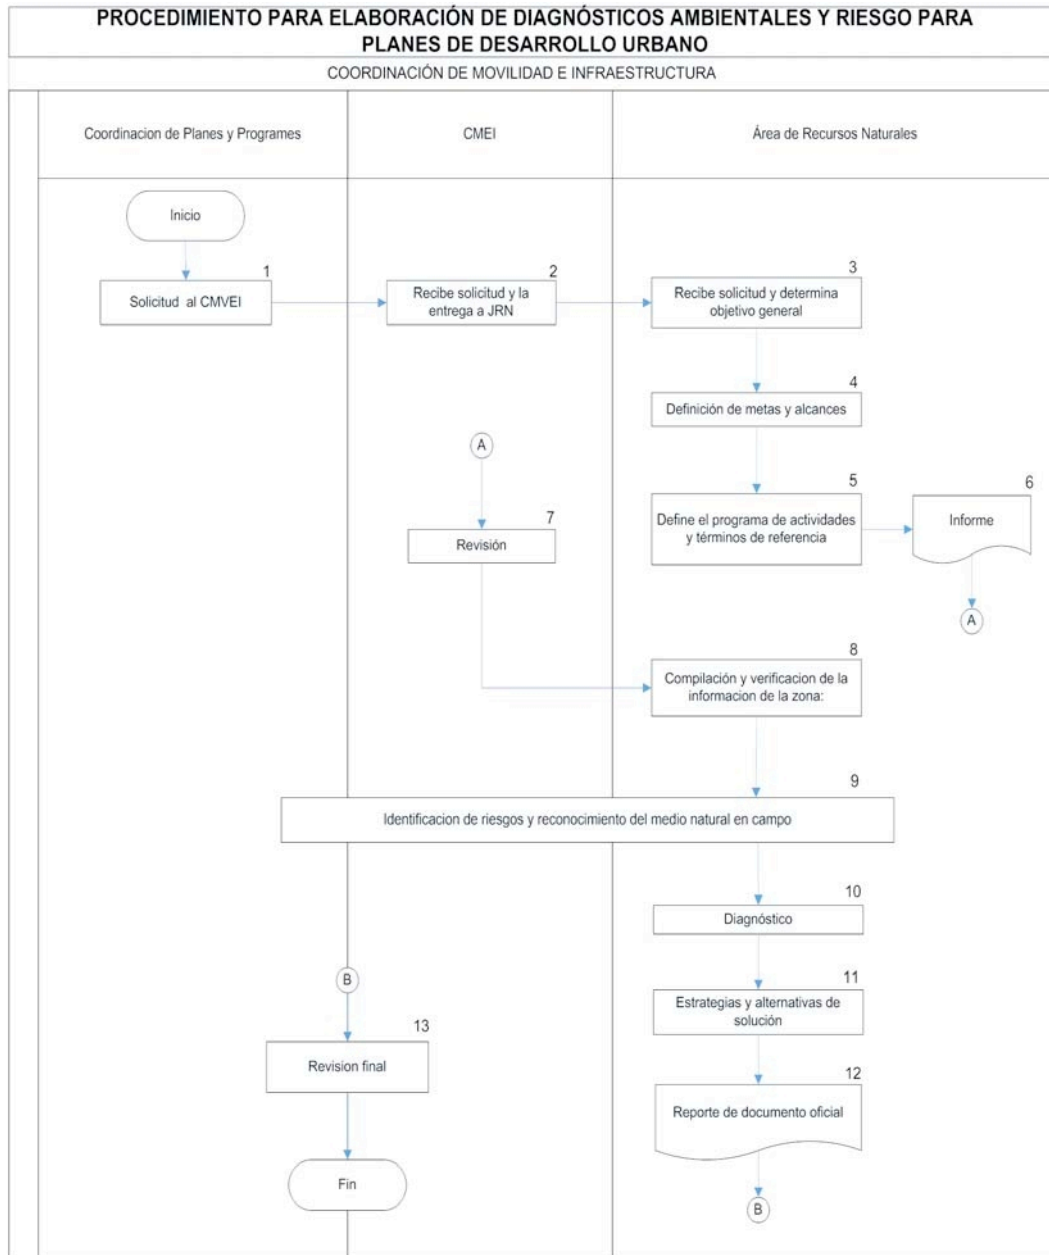 PROCEDIMIENTO PARA ELABORACIÓN DE DIAGNÓSTICOS AMBIENTALES Y RIESGO PARA
PLANES DE DESARROLLO URBANO
COORDINACIÓN DE MOVILIDAD E INFRAESTRUCTURA
Coordinacion de Planes y Programes
CMEI
Área de Recursos Naturales
Inicio
1
Solicitud al CMVEI
2
Recibe solicitud y la
entrega a JRN
3
Recibe solicitud y determina
objetivo general
4
Definición de metas y alcances
5
Define el programa de actividades
y términos de referencia
6
Informe
A
A
7
Revisión
8
Compilación y verificacion de la
informacion de la zona:
9
Identificacion de riesgos y reconocimiento del medio natural en campo
10
Diagnóstico
11
Estrategias y alternativas de
solución
12
Reporte de documento oficial
B
B
13
Revision final
Fin